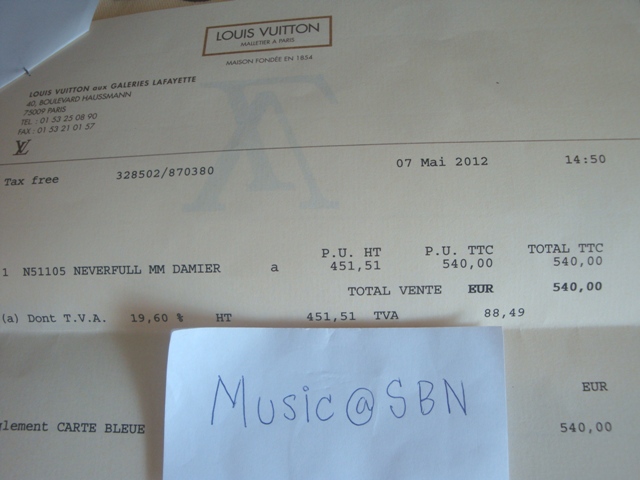 LOUIS VUITTON
MALLETIER A PARIS
MAISON FONDÉE EN 1854
LOUIS VUITTON aux GALERIES LAFAYETTE
40, BOULEVARD HAUSSMANN
75009 PARIS
TEL : 01 53 25 08 90
FAX : 01 53 21 01 57
LV
Tax free 328502/870380 07 Mai 2012 14:50
P.U. HT P.U. TTC TOTAL TTC
1 N51105 NEVERFULL MM DAMIER a 451,51 540,00 540,00
TOTAL VENTE EUR 540,00
(a) Dont T.V.A. 19,60 % HT 451,51 TVA 88,49
EUR
glement CARTE BLEUE 540,00
Music@SBN